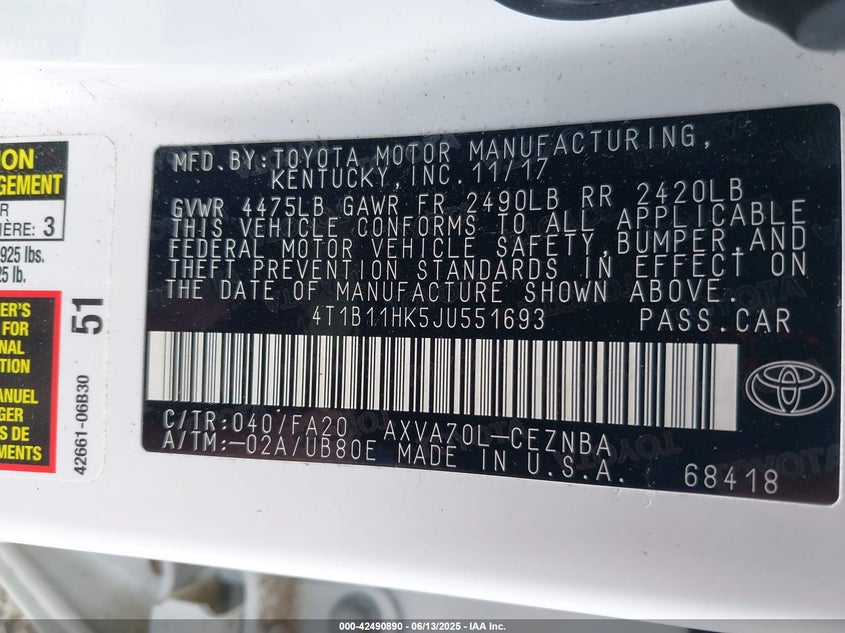 ION
GEMENT
R
IÈRE: 3
925 lbs.
25 lb.
ER'S
FOR
NAL
TION
ANUEL
GER
CUMENTS
42661-06B30
51
MFD.BY:TOYOTA MOTOR MANUFACTURING,
KENTUCKY,INC. 11/17
GVWR 4475LB GAWR FR 2490LB RR 2420LB
THIS VEHICLE CONFORMS TO ALL APPLICABLE
FEDERAL MOTOR VEHICLE SAFETY,BUMPER,AND
THEFT PREVENTION STANDARDS IN EFFECT ON
THE DATE OF MANUFACTURE SHOWN ABOVE.
4T1B11HK5JU551693 PASS.CAR
C/TR:040/FA20 AXVA70L-CEZNBA
A/TM:-02A/UB80E MADE IN U.S.A. 68418
000-42490890 - 06/13/2025 - IAA Inc.